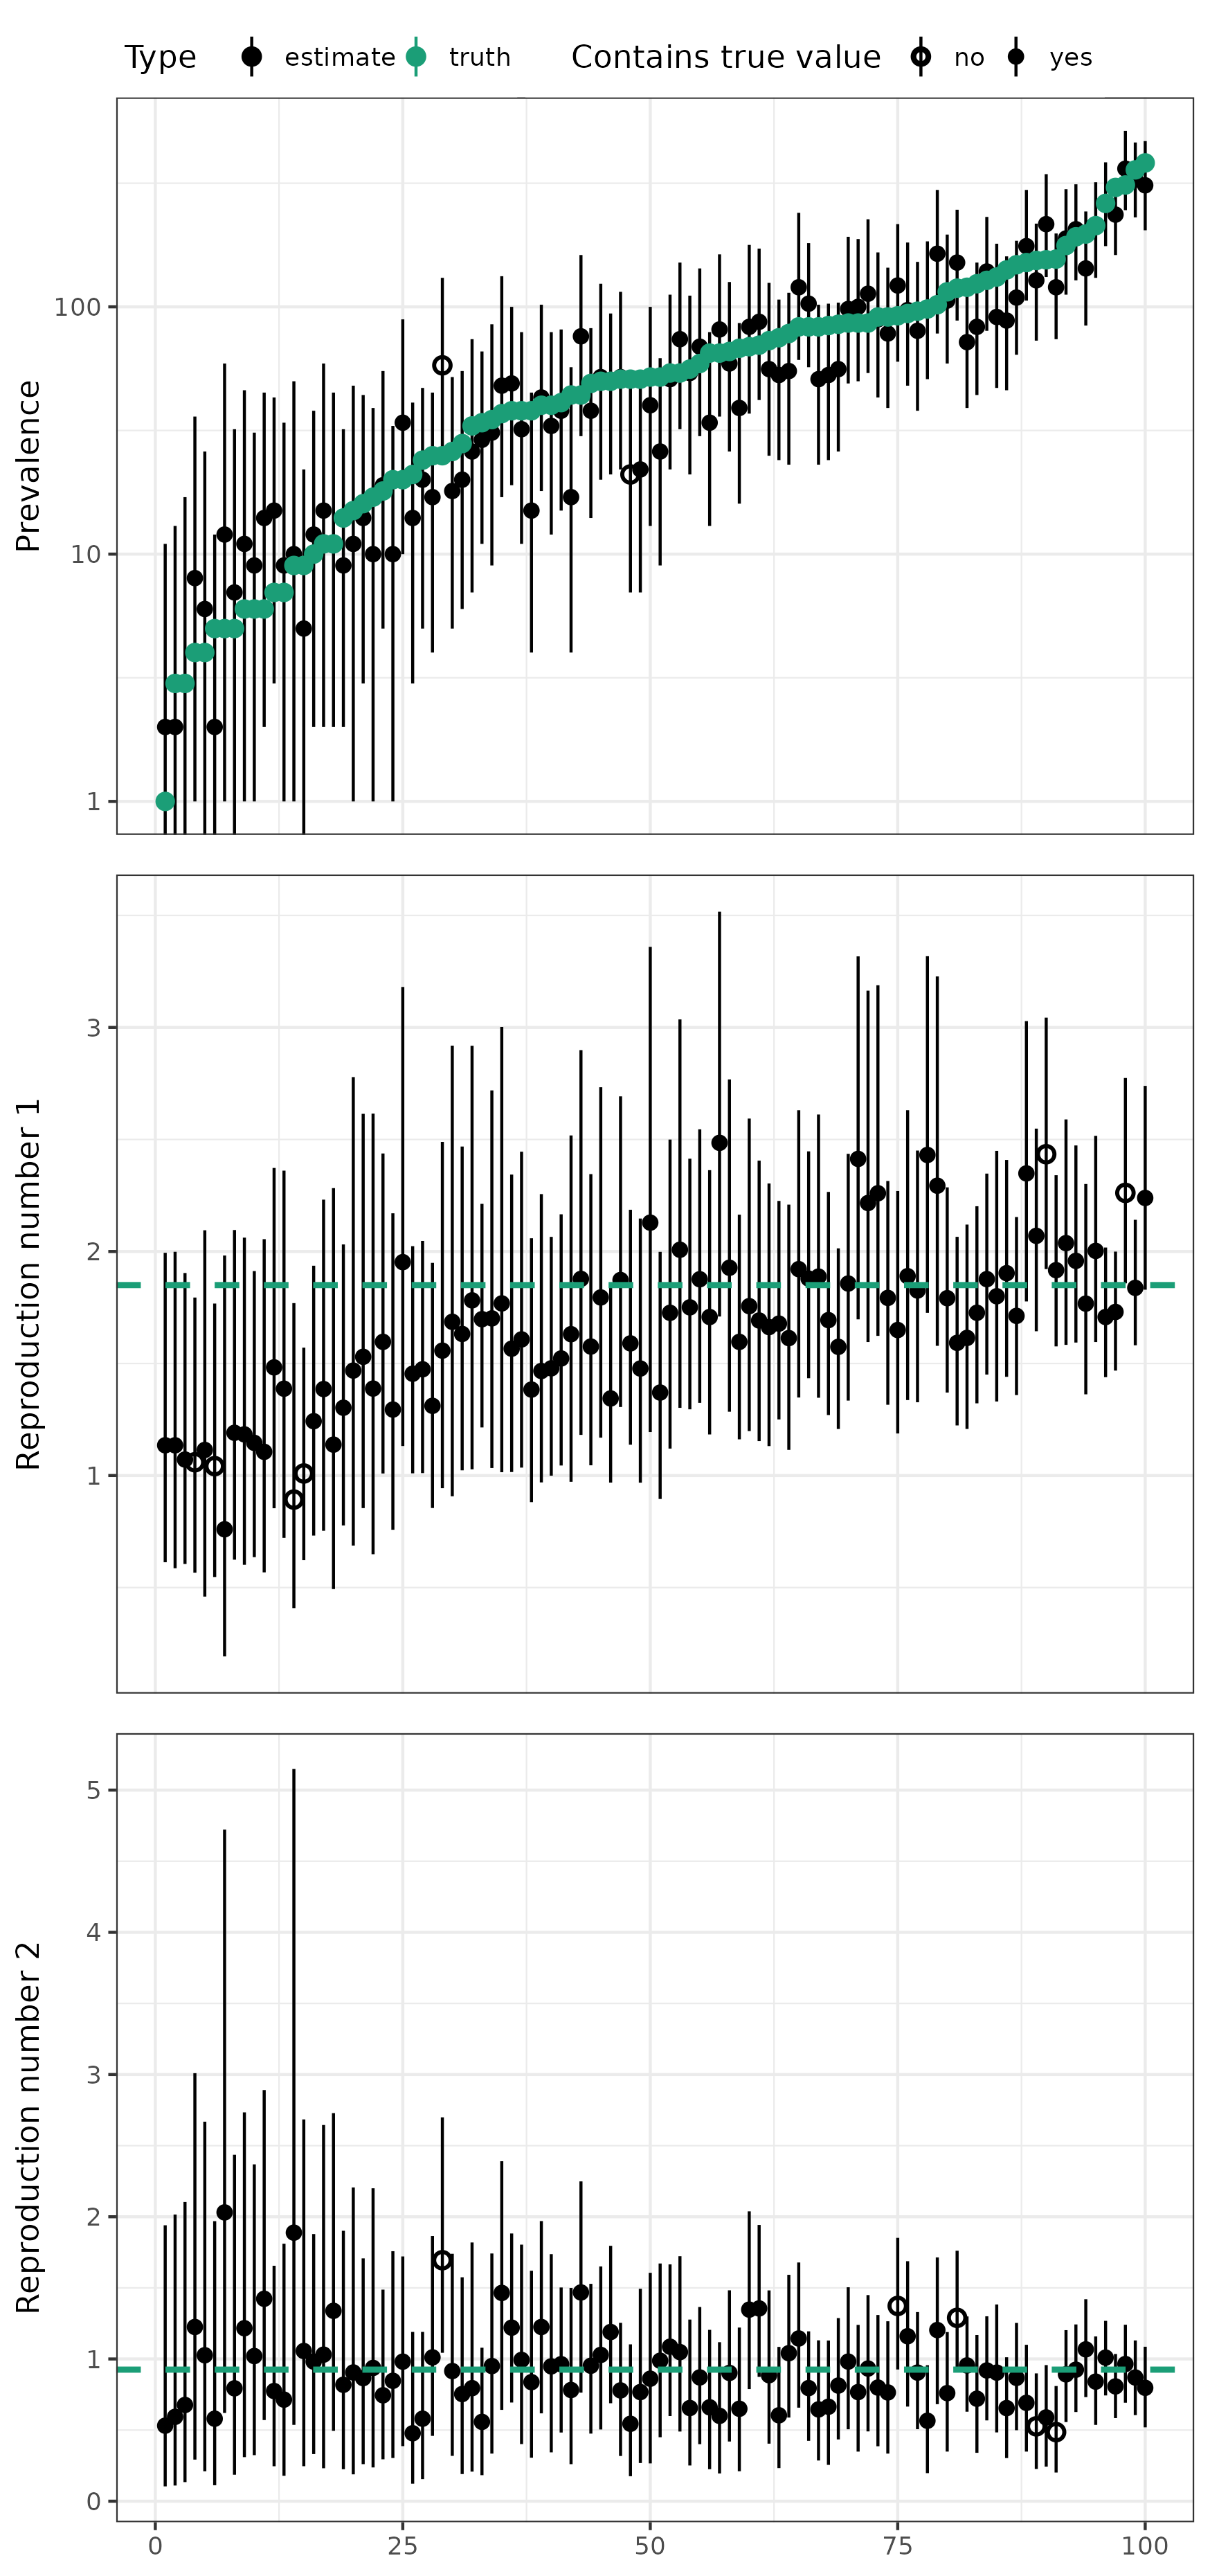 Type estimate truth Contains true value no yes
Prevalence
100
10
1
Reproduction number 1
3
2
1
Reproduction number 2
5
4
3
2
1
0
0 25 50 75 100